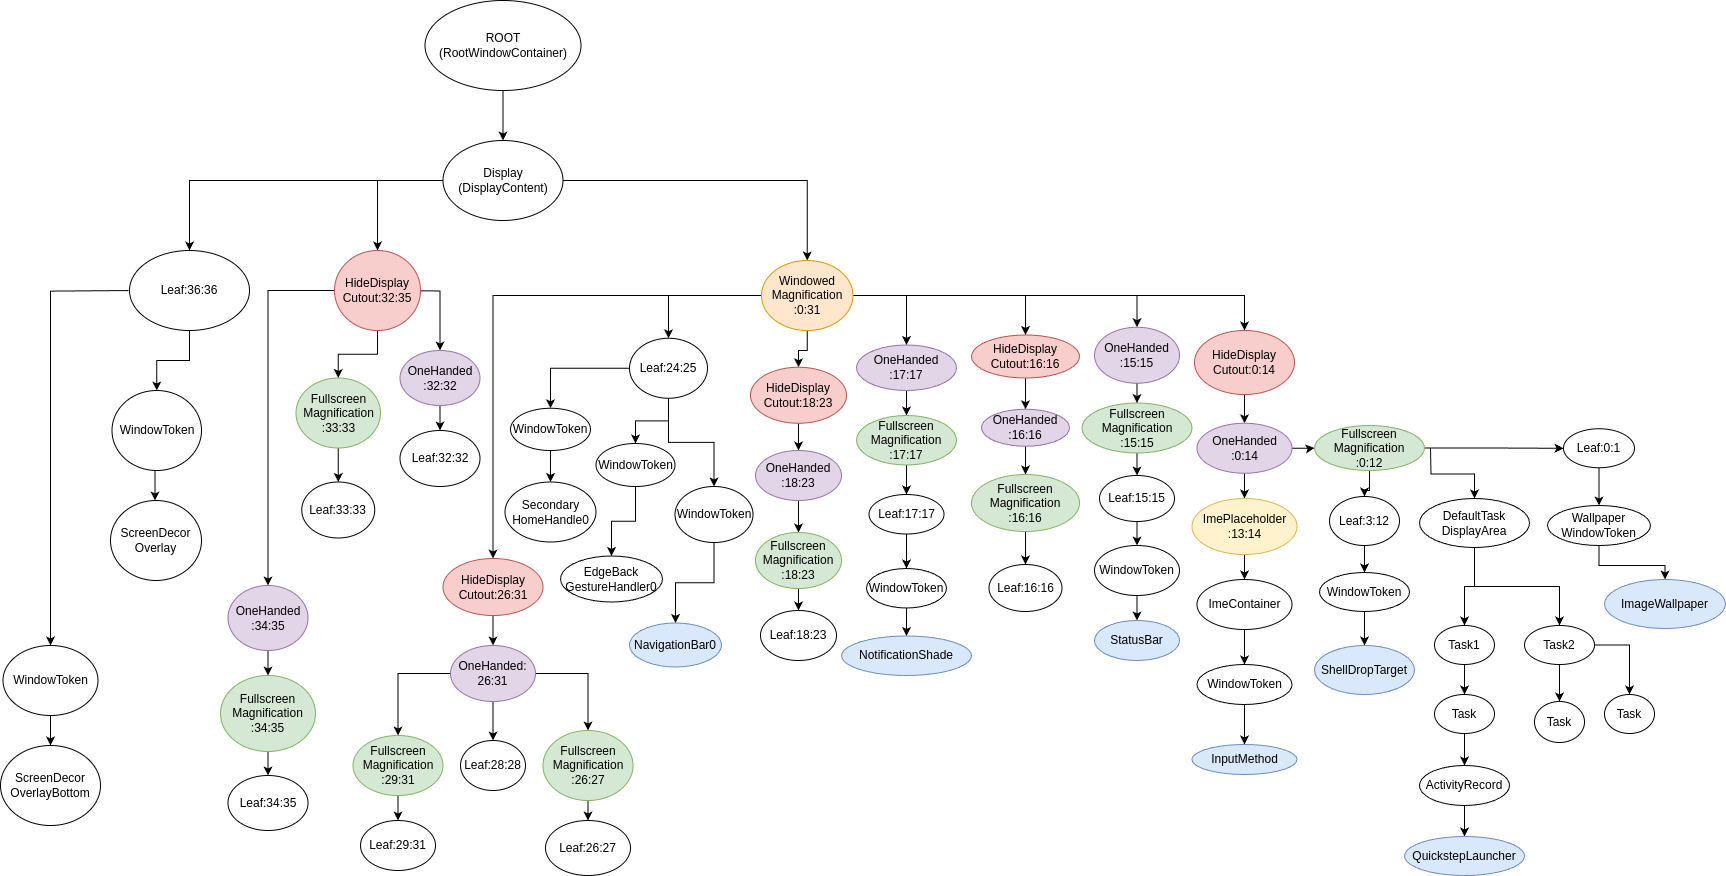 ROOT
(RootWindowContainer)
Display
(DisplayContent)
Leaf:36:36
WindowToken
ScreenDecor
Overlay
WindowToken
ScreenDecor
OverlayBottom
HideDisplay
Cutout:32:35
Fullscreen
Magnification
:33:33
Leaf:33:33
OneHanded
:32:32
Leaf:32:32
OneHanded
:34:35
Fullscreen
Magnification
:34:35
Leaf:34:35
Windowed
Magnification
:0:31
HideDisplay
Cutout:26:31
OneHanded:
26:31
Fullscreen
Magnification
:29:31
Leaf:29:31
Leaf:28:28
Fullscreen
Magnification
:26:27
Leaf:26:27
Leaf:24:25
WindowToken
Secondary
HomeHandle0
WindowToken
EdgeBack
GestureHandler0
WindowToken
NavigationBar0
HideDisplay
Cutout:18:23
OneHanded
:18:23
Fullscreen
Magnification
:18:23
Leaf:18:23
OneHanded
:17:17
Fullscreen
Magnification
:17:17
Leaf:17:17
WindowToken
NotificationShade
HideDisplay
Cutout:16:16
OneHanded
:16:16
Fullscreen
Magnification
:16:16
Leaf:16:16
OneHanded
:15:15
Fullscreen
Magnification
:15:15
Leaf:15:15
WindowToken
StatusBar
HideDisplay
Cutout:0:14
OneHanded
:0:14
ImePlaceholder
:13:14
ImeContainer
WindowToken
InputMethod
Fullscreen
Magnification
:0:12
Leaf:3:12
WindowToken
ShellDropTarget
DefaultTask
DisplayArea
Task1
Task
ActivityRecord
QuickstepLauncher
Task2
Task
Task
Leaf:0:1
Wallpaper
WindowToken
ImageWallpaper